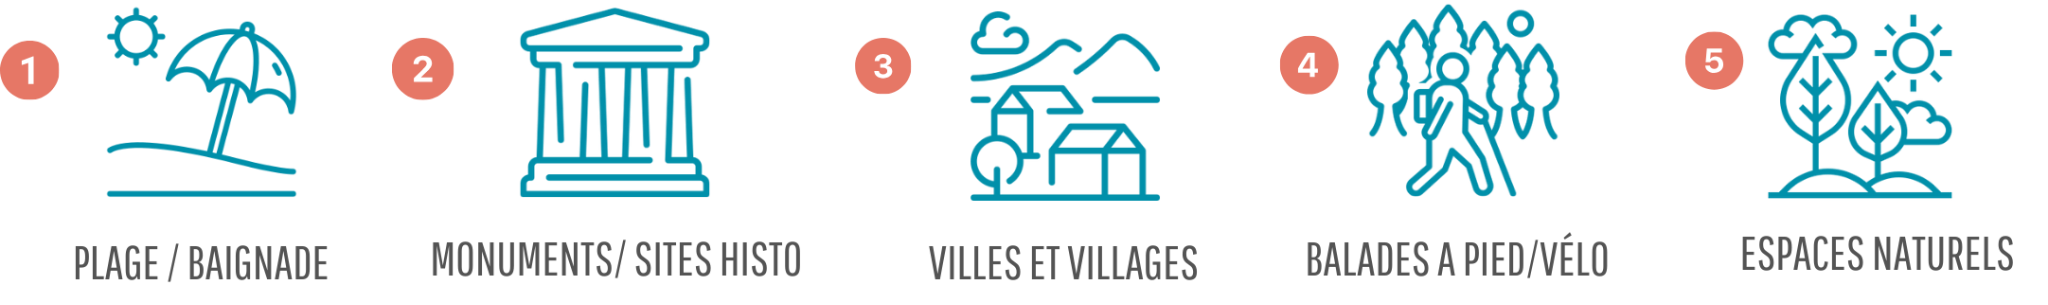 1
PLAGE / BAIGNADE
2
MONUMENTS/ SITES HISTO
3
VILLES ET VILLAGES
4
BALADES A PIED/VÉLO
5
ESPACES NATURELS